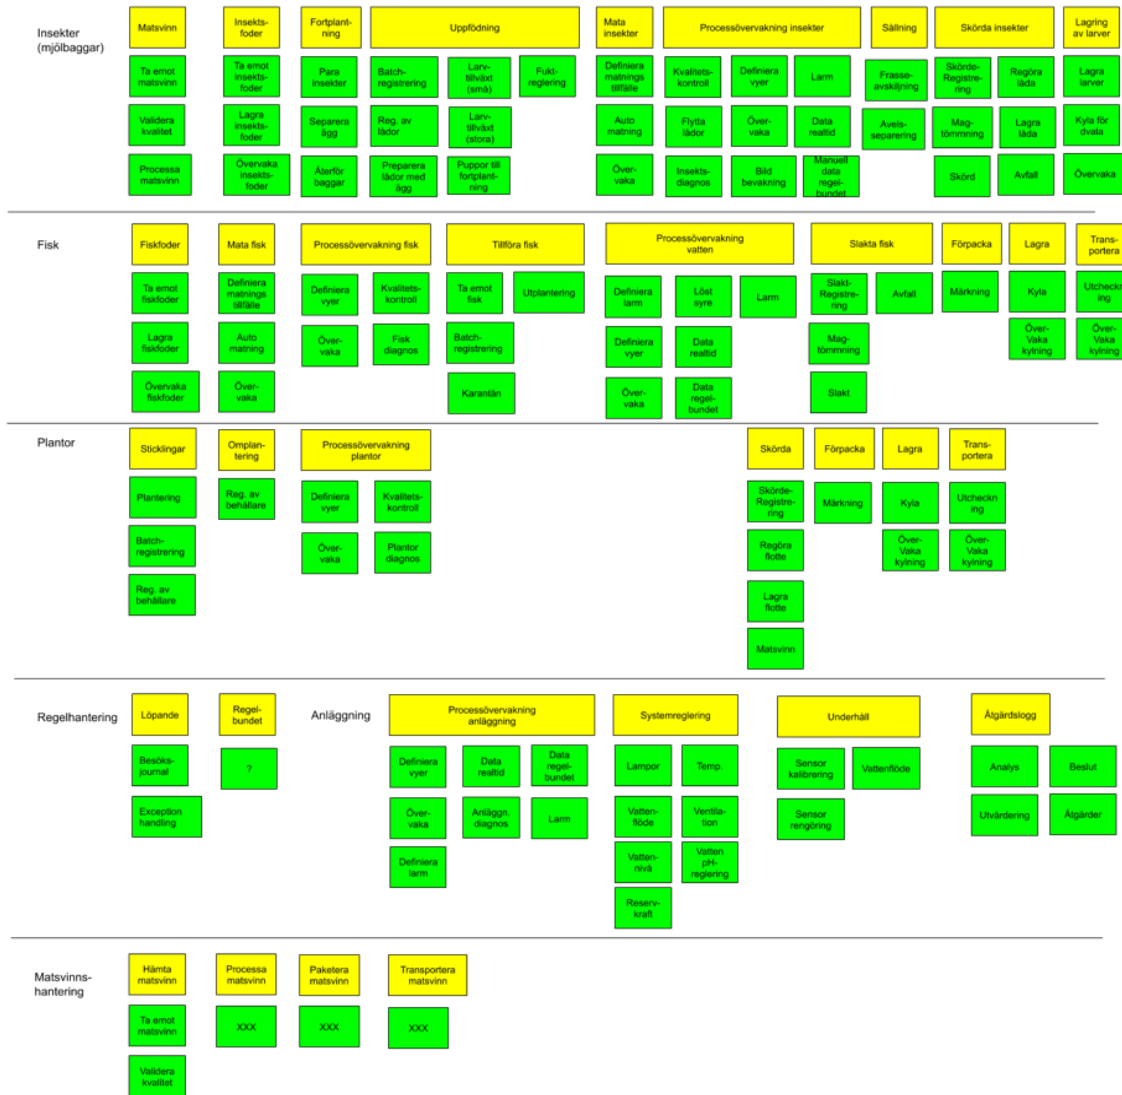 Insekter
(mjölbaggar)
Matsvinn
Insekts-
foder
Fortplant-
ning
Uppfödning
Mata
insekter
Processövervakning insekter
Sållning
Skörda insekter
Lagring
av larver
Ta emot
matsvinn
Ta emot
insekts-
foder
Para
insekter
Batch-
registrering
Larv-
tillväxt
(små)
Fukt-
reglering
Definiera
matnings
tillfälle
Kvalitets-
kontroll
Definiera
vyer
Larm
Frasse-
avskiljning
Skörde-
Registre-
ring
Regöra
låda
Lagra
larver
Validera
kvalitet
Lagra
insekts-
foder
Separera
ägg
Reg. av
lådor
Larv-
tillväxt
(stora)
Auto
matning
Flytta
lådor
Över-
vaka
Data
realtid
Avels-
separering
Mag-
tömmning
Lagra
låda
Kyla för
dvala
Processa
matsvinn
Övervaka
insekts-
foder
Återför
baggar
Preparera
lådor med
ägg
Puppor till
fortplant-
ning
Över-
vaka
Insekts-
diagnos
Bild
bevakning
Manuell
data
regel-
bundet
Skörd
Avfall
Övervaka
Fisk
Fiskfoder
Mata fisk
Processövervakning fisk
Tillföra fisk
Processövervakning
vatten
Slakta fisk
Förpacka
Lagra
Trans-
portera
Ta emot
fiskfoder
Definiera
matnings
tillfälle
Definiera
vyer
Kvalitets-
kontroll
Ta emot
fisk
Utplantering
Definiera
larm
Löst
syre
Larm
Slakt-
Registre-
ring
Avfall
Märkning
Kyla
Utcheckn
ing
Lagra
fiskfoder
Auto
matning
Över-
vaka
Fisk
diagnos
Batch-
registrering
Definiera
vyer
Data
realtid
Mag-
tömmning
Över-
Vaka
kylning
Över-
Vaka
kylning
Övervaka
fiskfoder
Över-
vaka
Karantän
Över-
vaka
Data
regel-
bundet
Slakt
Plantor
Sticklingar
Omplan-
tering
Processövervakning
plantor
Skörda
Förpacka
Lagra
Trans-
portera
Plantering
Reg. av
behållare
Definiera
vyer
Kvalitets-
kontroll
Skörde-
Registre-
ring
Märkning
Kyla
Utcheckn
ing
Batch-
registrering
Över-
vaka
Plantor
diagnos
Regöra
flotte
Över-
Vaka
kylning
Över-
Vaka
kylning
Reg. av
behållare
Lagra
flotte
Matsvinn
Regelhantering
Löpande
Regel-
bundet
Anläggning
Processövervakning
anläggning
Systemreglering
Underhåll
Åtgärdslogg
Besöks-
journal
?
Definiera
vyer
Data
realtid
Data
regel-
bundet
Lampor
Temp.
Sensor
kalibrering
Vattenflöde
Analys
Beslut
Exception
handling
Över-
vaka
Anläggn.
diagnos
Larm
Vatten-
flöde
Ventila-
tion
Sensor
rengöring
Utvärdering
Åtgärder
Definiera
larm
Vatten-
nivå
Vatten
pH-
reglering
Reserv-
kraft
Matsvinns-
hantering
Hämta
matsvinn
Processa
matsvinn
Paketera
matsvinn
Transportera
matsvinn
Ta emot
matsvinn
XXX
XXX
XXX
Validera
kvalitet